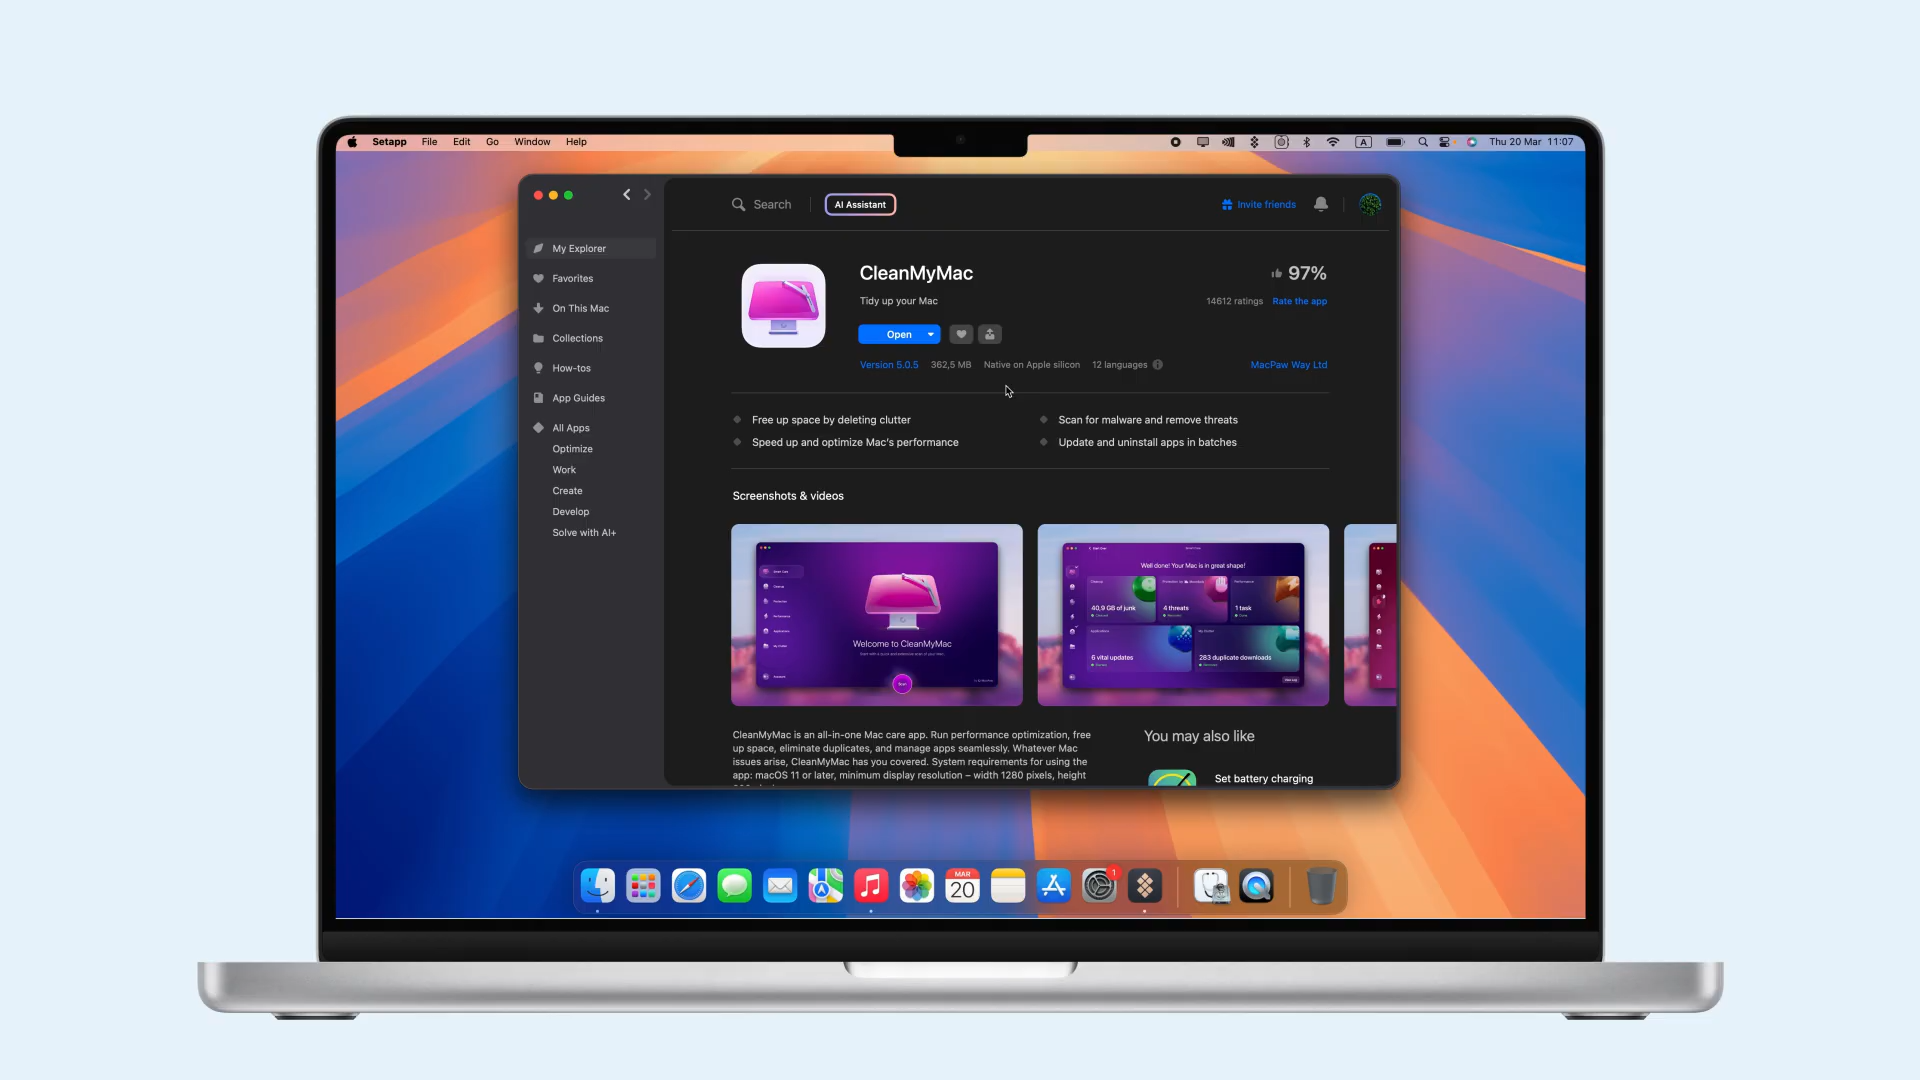 Setapp File Edit Go Window Help
A
Thu 20 Mar 11:07
Search
AI Assistant
Invite friends
My Explorer
Favorites
On This Mac
Collections
How-tos
App Guides
All Apps
Optimize
Work
Create
Develop
Solve with AI+
CleanMyMac
97%
Tidy up your Mac
14612 ratings Rate the app
Open
Version 5.0.5 362,5 MB Native on Apple silicon 12 languages
MacPaw Way Ltd
Free up space by deleting clutter
Scan for malware and remove threats
Speed up and optimize Mac's performance
Update and uninstall apps in batches
Screenshots & videos
Welcome to CleanMyMac
Well done! Your Mac is in great shape!
40,9 GB of junk
4 threats
1 task
6 vital updates
283 duplicate downloads
CleanMyMac is an all-in-one Mac care app. Run performance optimization, free
up space, eliminate duplicates, and manage apps seamlessly. Whatever Mac
issues arise, CleanMyMac has you covered. System requirements for using the
app: macOS 11 or later, minimum display resolution – width 1280 pixels, height
You may also like
Set battery charging
MAR
20
1